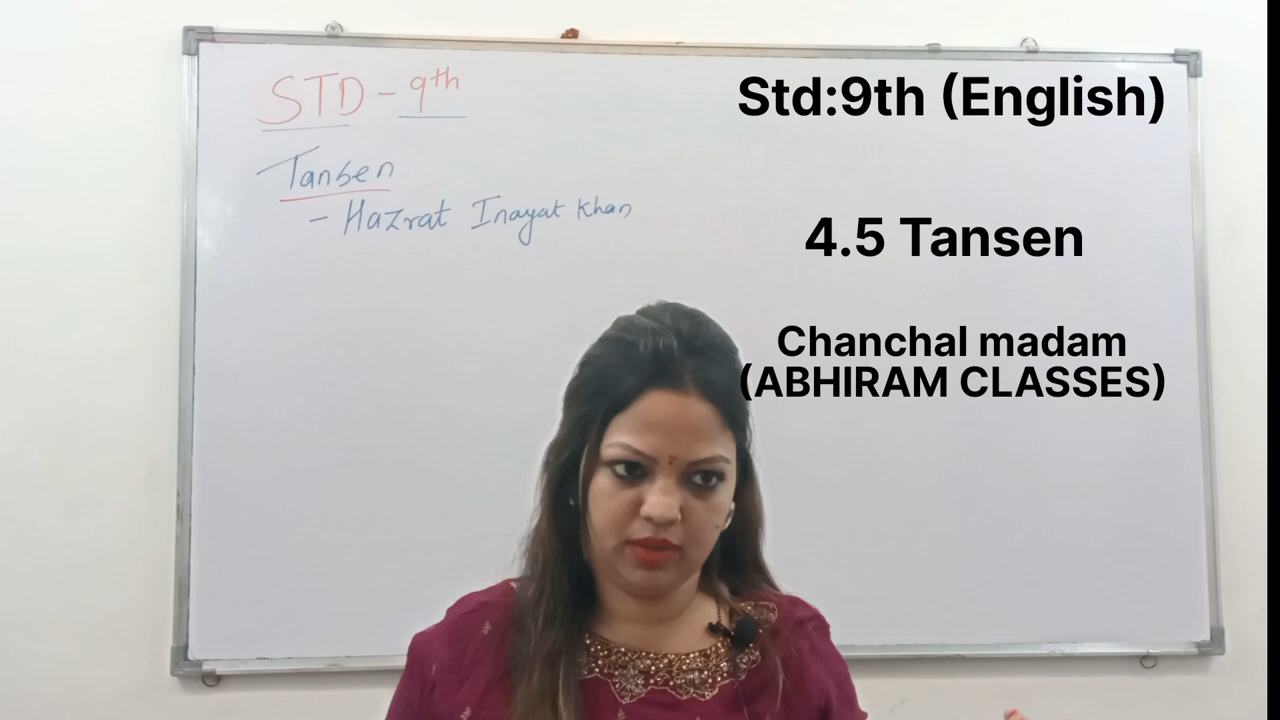 STD - 9th
Tansen
- Hazrat Inayat Khan
Std:9th (English)
4.5 Tansen
Chanchal madam
(ABHIRAM CLASSES)